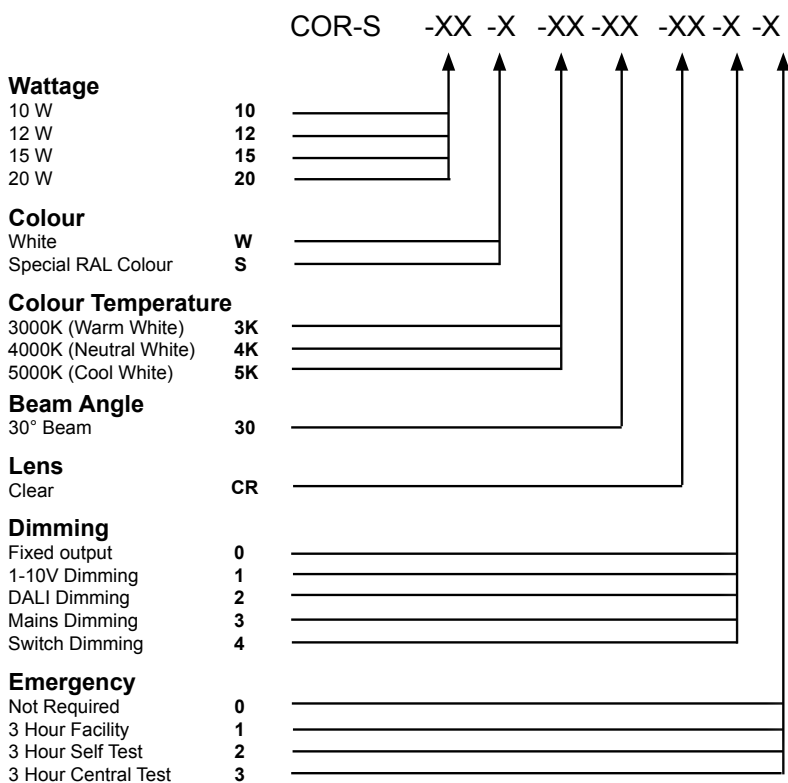 COR-S -XX -X -XX -XX -XX -X -X
Wattage
10 W 10
12 W 12
15 W 15
20 W 20
Colour
White W
Special RAL Colour S
Colour Temperature
3000K (Warm White) 3K
4000K (Neutral White) 4K
5000K (Cool White) 5K
Beam Angle
30° Beam 30
Lens
Clear CR
Dimming
Fixed output 0
1-10V Dimming 1
DALI Dimming 2
Mains Dimming 3
Switch Dimming 4
Emergency
Not Required 0
3 Hour Facility 1
3 Hour Self Test 2
3 Hour Central Test 3